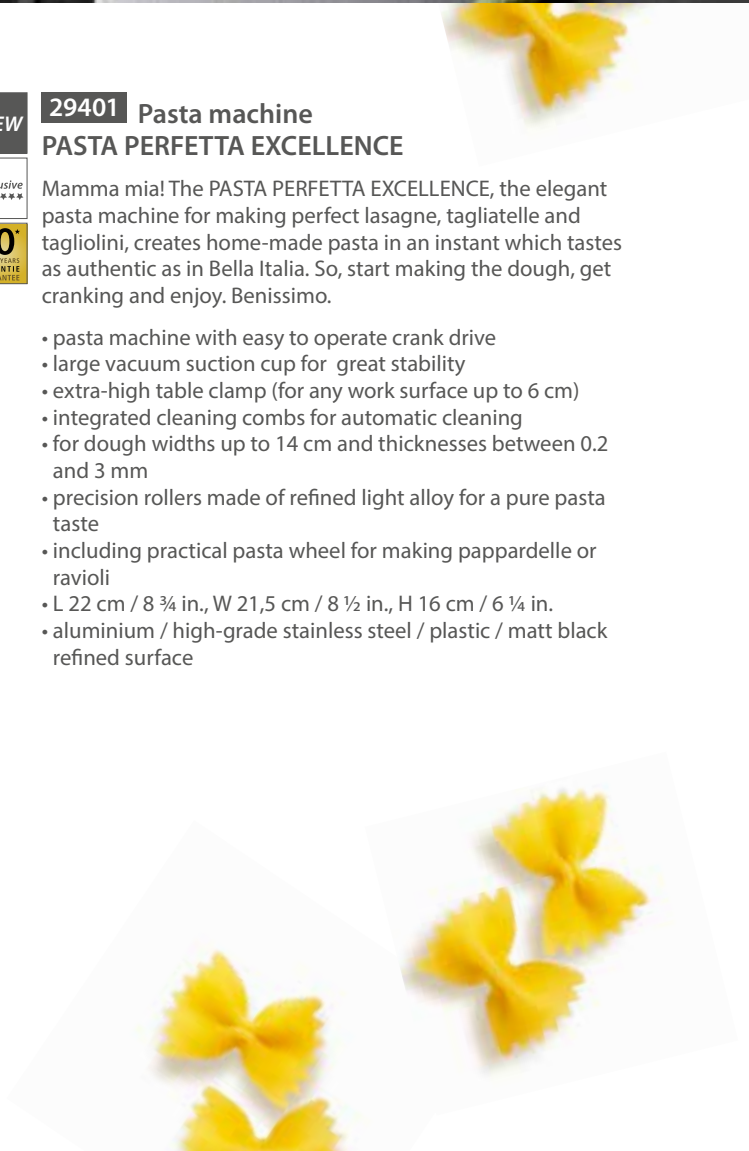 EW
29401 Pasta machine
PASTA PERFETTA EXCELLENCE
usive
0*
YEARS
NTIE
ANTEE
Mamma mia! The PASTA PERFETTA EXCELLENCE, the elegant
pasta machine for making perfect lasagne, tagliatelle and
tagliolini, creates home-made pasta in an instant which tastes
as authentic as in Bella Italia. So, start making the dough, get
cranking and enjoy. Benissimo.
• pasta machine with easy to operate crank drive
• large vacuum suction cup for great stability
• extra-high table clamp (for any work surface up to 6 cm)
• integrated cleaning combs for automatic cleaning
• for dough widths up to 14 cm and thicknesses between 0.2
and 3 mm
• precision rollers made of refined light alloy for a pure pasta
taste
• including practical pasta wheel for making pappardelle or
ravioli
• L 22 cm / 8 ¾ in., W 21,5 cm / 8 ½ in., H 16 cm / 6 ¼ in.
• aluminium / high-grade stainless steel / plastic / matt black
refined surface